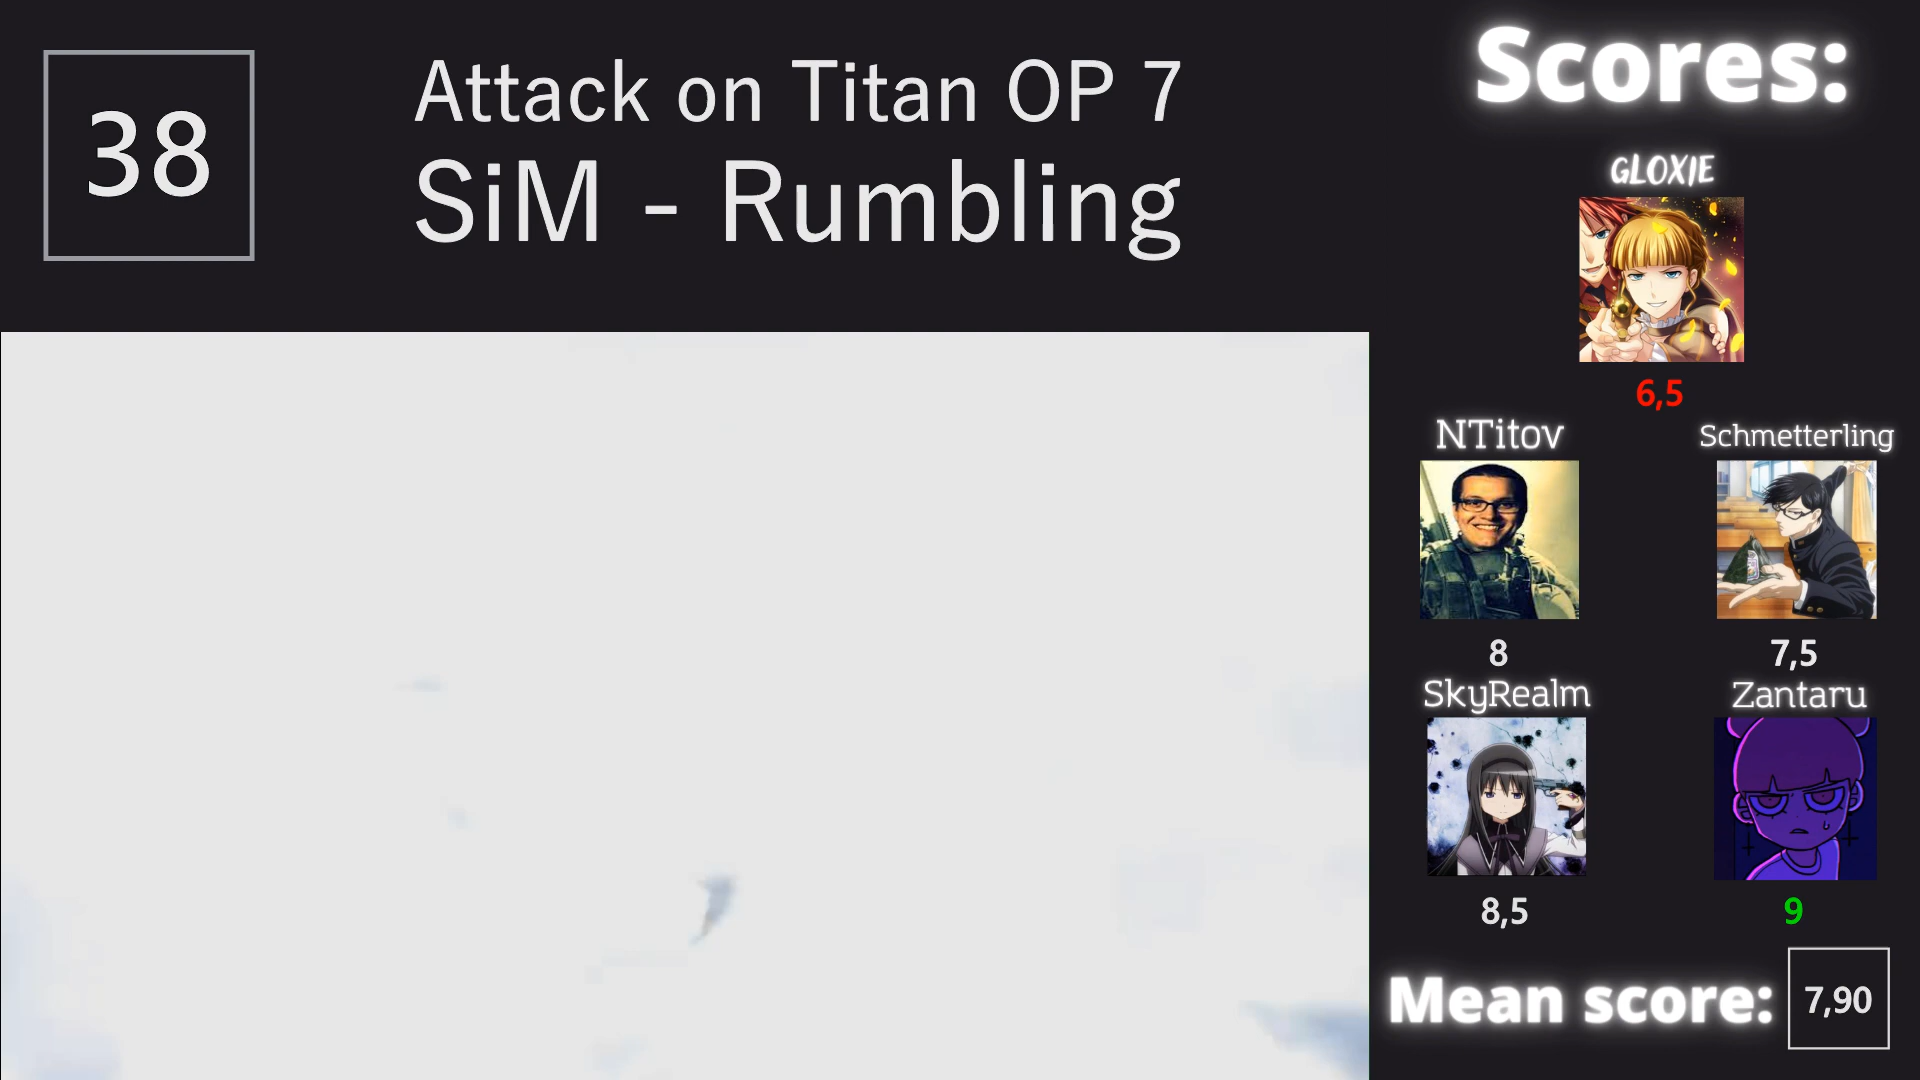 38
Attack on Titan OP 7
SiM - Rumbling
Scores:
GLOXIE
6,5
NTitov
8
Schmetterling
7,5
SkyRealm
8,5
Zantaru
9
Mean score: 7,90